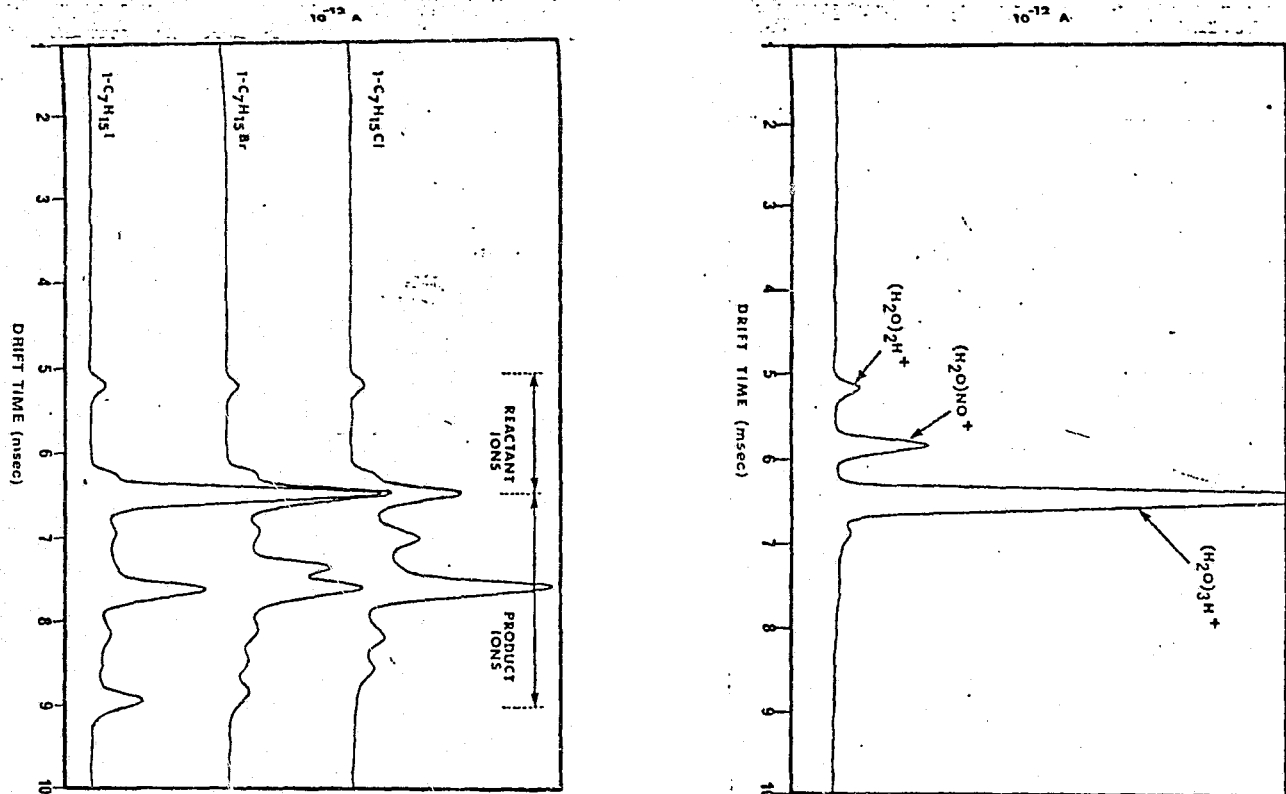 10⁻¹² A
1-C₇H₁₅I
1-C₇H₁₅Br
1-C₇H₁₅Cl
REACTANT
IONS
PRODUCT
IONS
1
2
3
4
5
6
7
8
9
10
DRIFT TIME (msec)
10⁻¹² A
(H₂O)₂H⁺
(H₂O)NO⁺
(H₂O)₃H⁺
1
2
3
4
5
6
7
8
9
10
DRIFT TIME (msec)